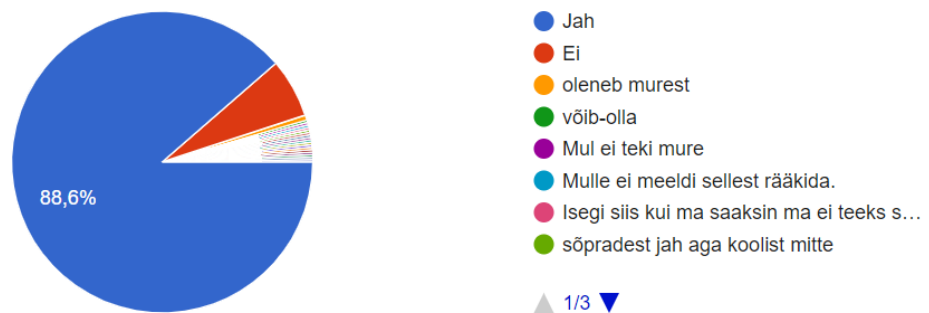 88,6%
Jah
Ei
oleneb murest
võib-olla
Mul ei teki mure
Mulle ei meeldi sellest rääkida.
Isegi siis kui ma saaksin ma ei teeks s…
sõpradest jah aga koolist mitte
1/3